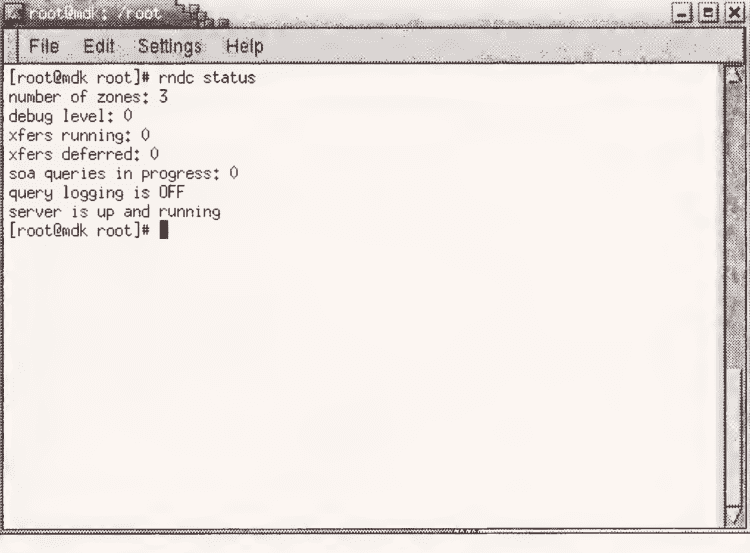 root@mdk: /root
File Edit Settings Help
[root@mdk root]# rndc status
number of zones: 3
debug level: 0
xfers running: 0
xfers deferred: 0
soa queries in progress: 0
query logging is OFF
server is up and running
[root@mdk root]#